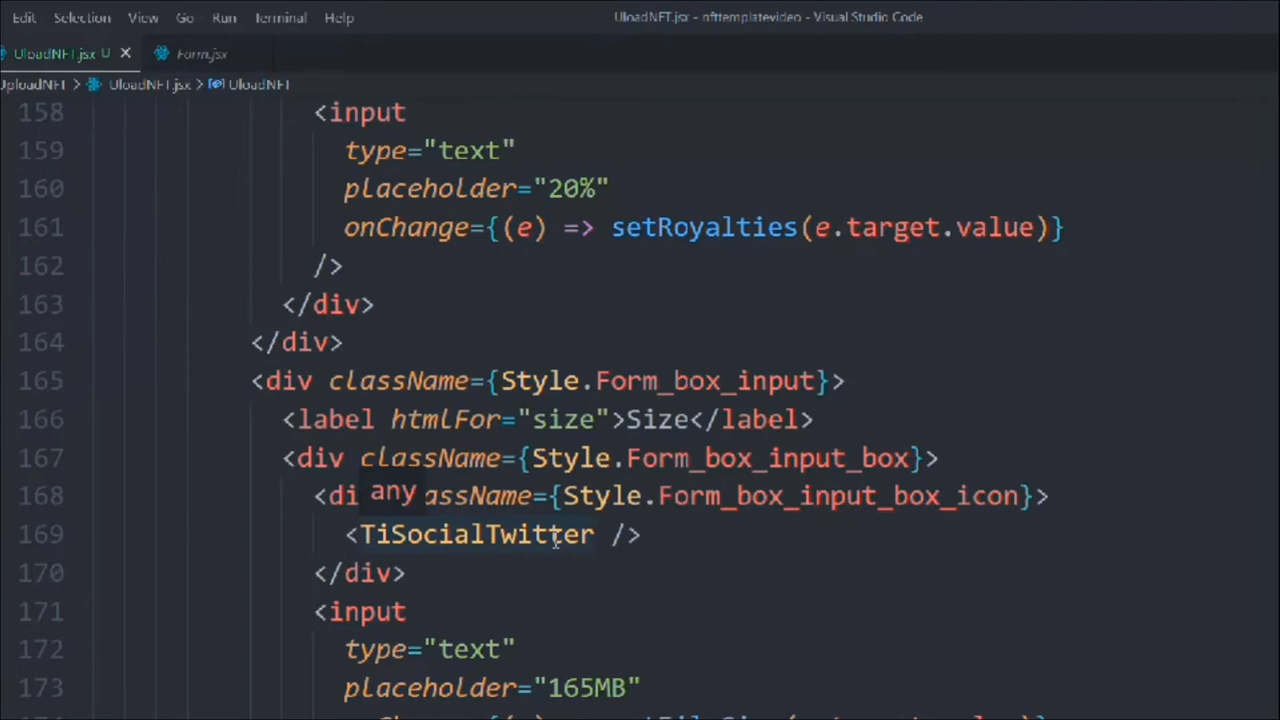 Edit Selection View Go Run Terminal Help UloadNFT.jsx - nfttemplatevideo - Visual Studio Code
UloadNFT.jsx U Form.jsx
UploadNFT > UloadNFT.jsx > UloadNFT
158 <input
159 type="text"
160 placeholder="20%"
161 onChange={(e) => setRoyalties(e.target.value)}
162 />
163 </div>
164 </div>
165 <div className={Style.Form_box_input}>
166 <label htmlFor="size">Size</label>
167 <div className={Style.Form_box_input_box}>
any
168 <di assName={Style.Form_box_input_box_icon}>
169 <TiSocialTwitter />
170 </div>
171 <input
172 type="text"
173 placeholder="165MB"